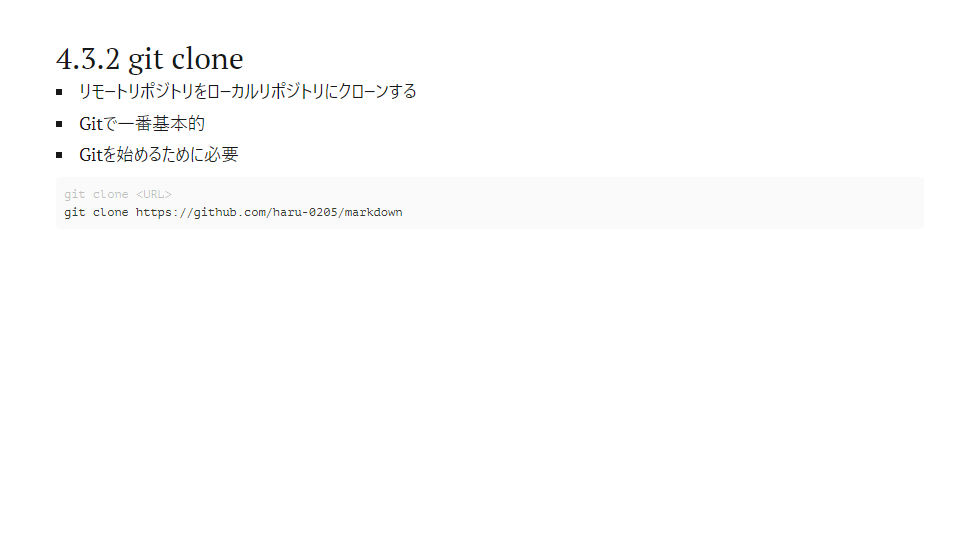 4.3.2 git clone
リモートリポジトリをローカルリポジトリにクローンする
Gitで一番基本的
Gitを始めるために必要
git clone <URL>
git clone https://github.com/haru-0205/markdown